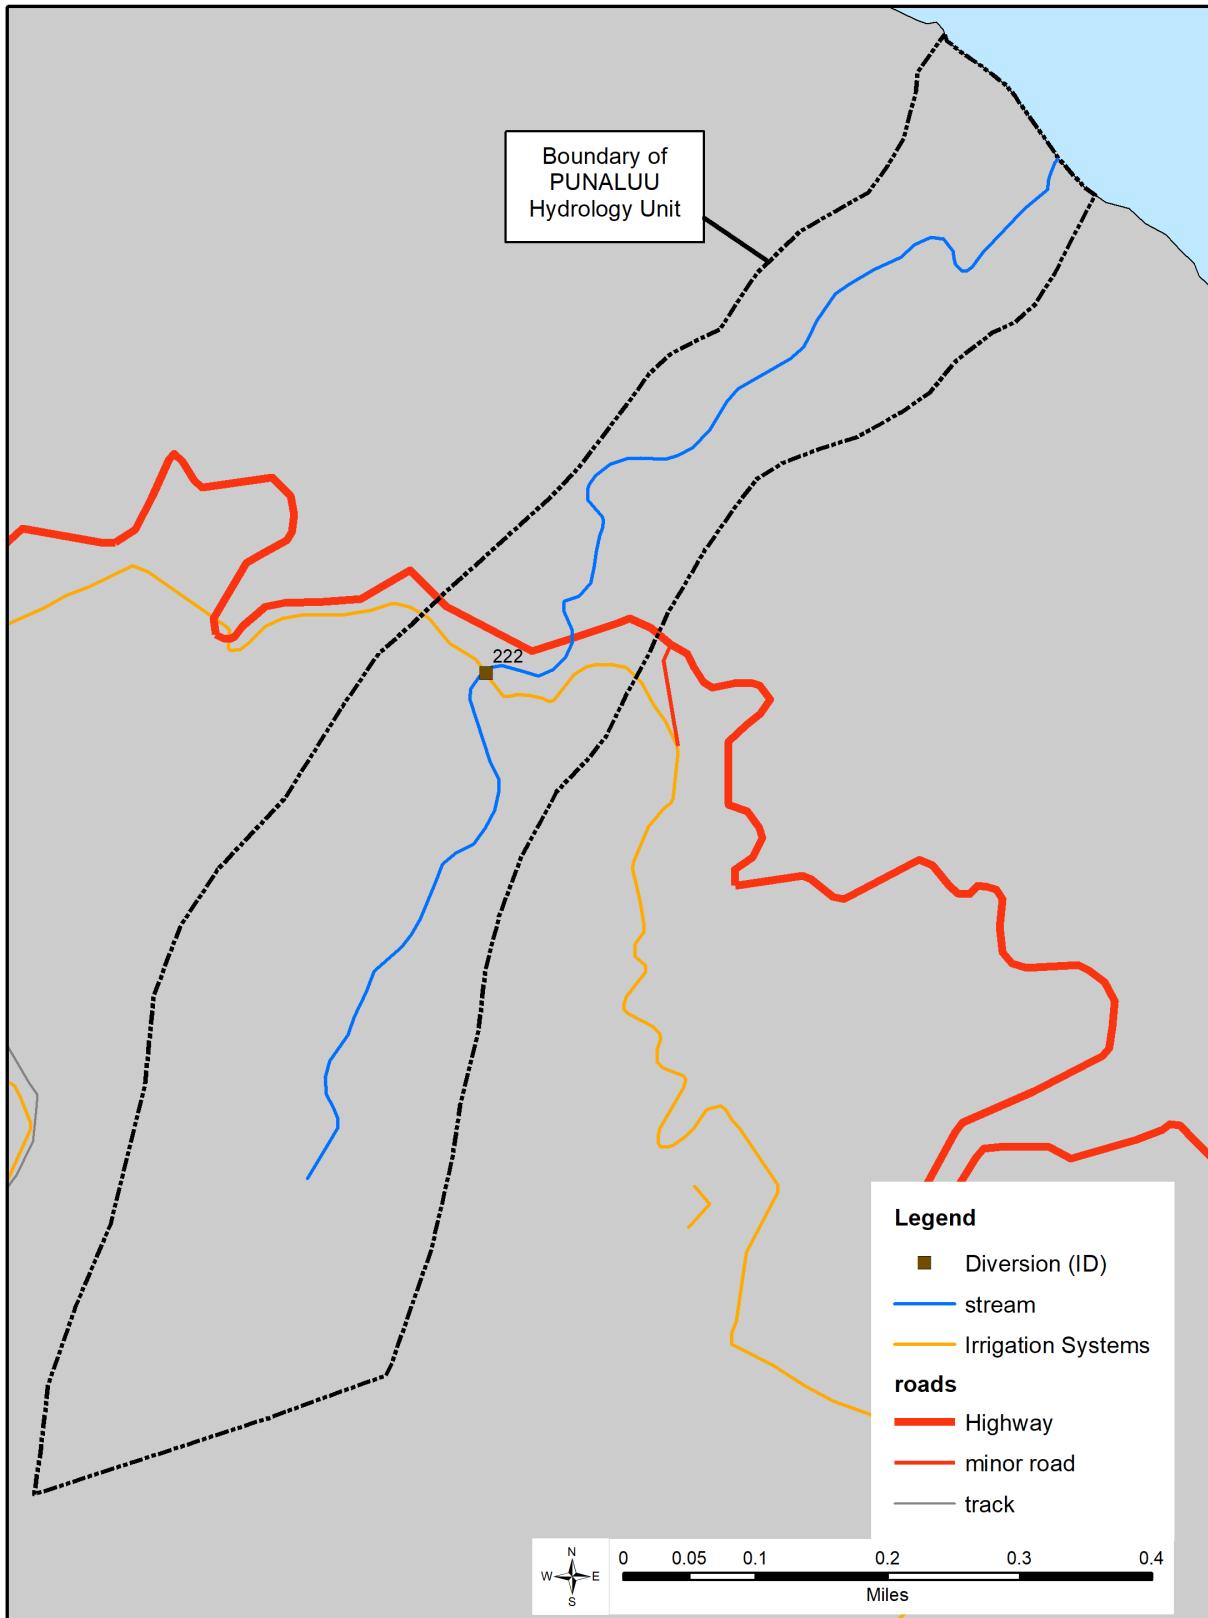 Boundary of
PUNALUU
Hydrology Unit
222
Legend
Diversion (ID)
stream
Irrigation Systems
roads
Highway
minor road
track
N
W E
S
0 0.05 0.1 0.2 0.3 0.4
Miles